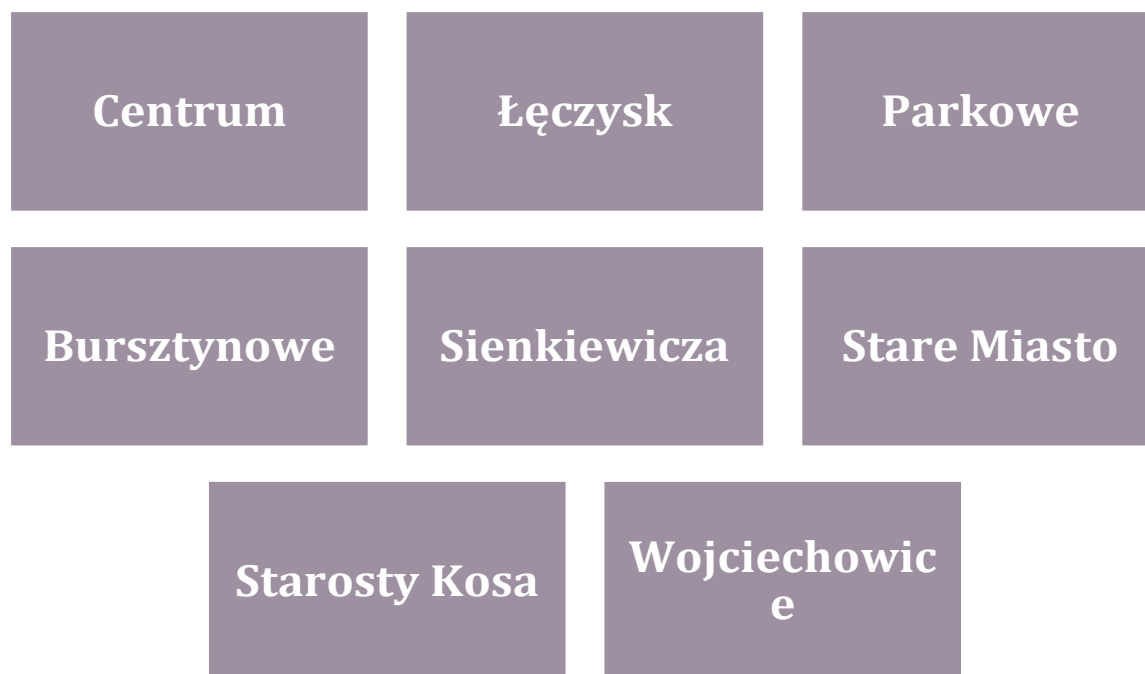 Centrum
Łęczysk
Parkowe
Bursztynowe
Sienkiewicza
Stare Miasto
Starosty Kosa
Wojciechowic
e